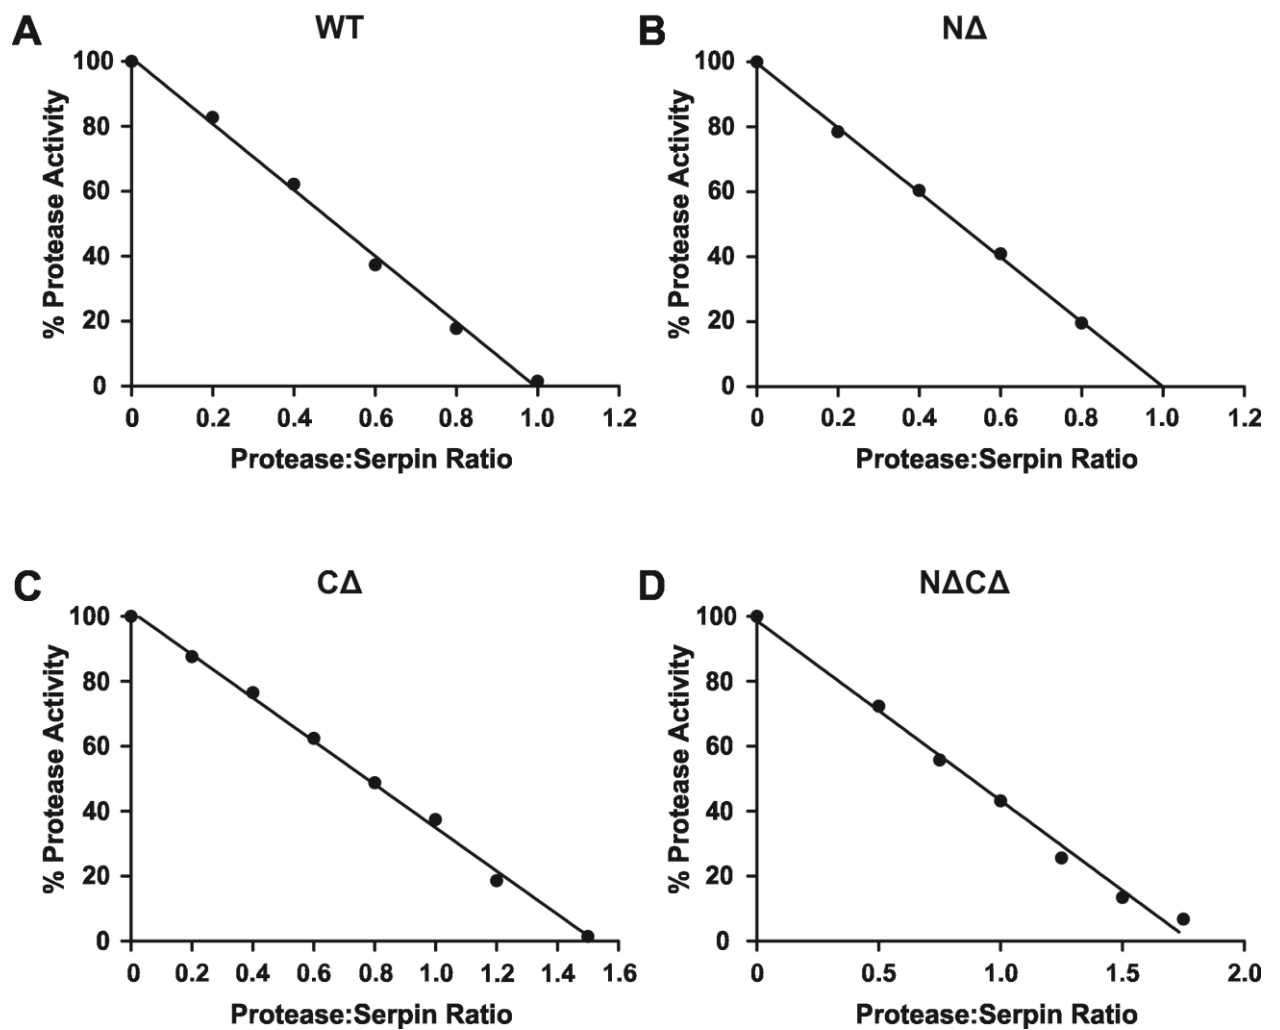 A
WT
100
80
60
40
20
0
% Protease Activity
0 0.2 0.4 0.6 0.8 1.0 1.2
Protease:Serpin Ratio
B
NΔ
100
80
60
40
20
0
% Protease Activity
0 0.2 0.4 0.6 0.8 1.0 1.2
Protease:Serpin Ratio
C
CΔ
100
80
60
40
20
0
% Protease Activity
0 0.2 0.4 0.6 0.8 1.0 1.2 1.4 1.6
Protease:Serpin Ratio
D
NΔCΔ
100
80
60
40
20
0
% Protease Activity
0 0.5 1.0 1.5 2.0
Protease:Serpin Ratio